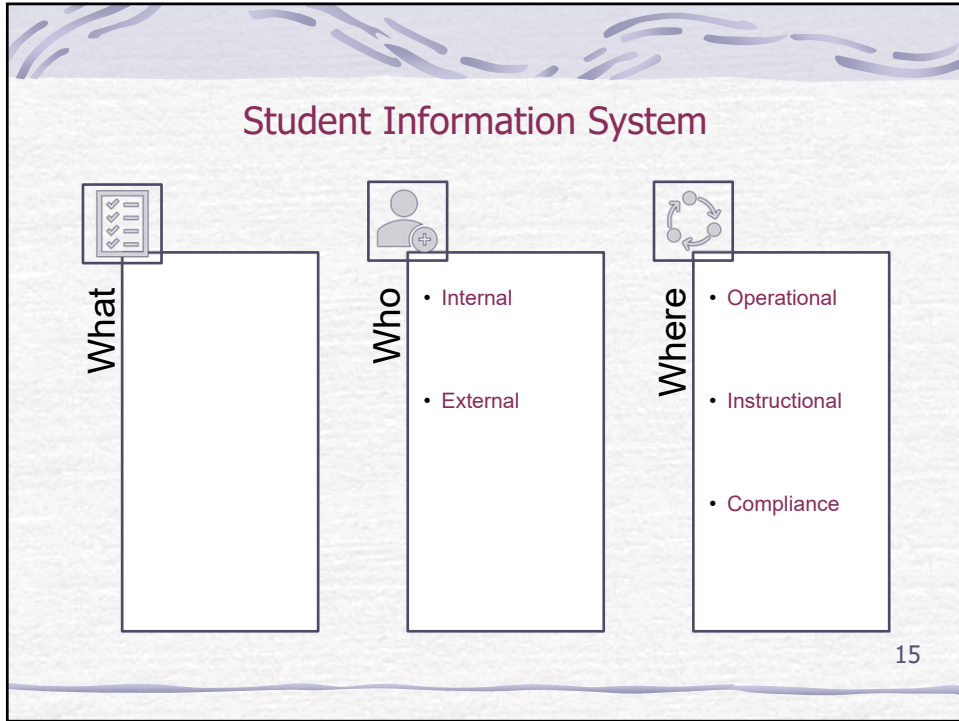 Student Information System
What
Who
• Internal
• External
Where
• Operational
• Instructional
• Compliance
15